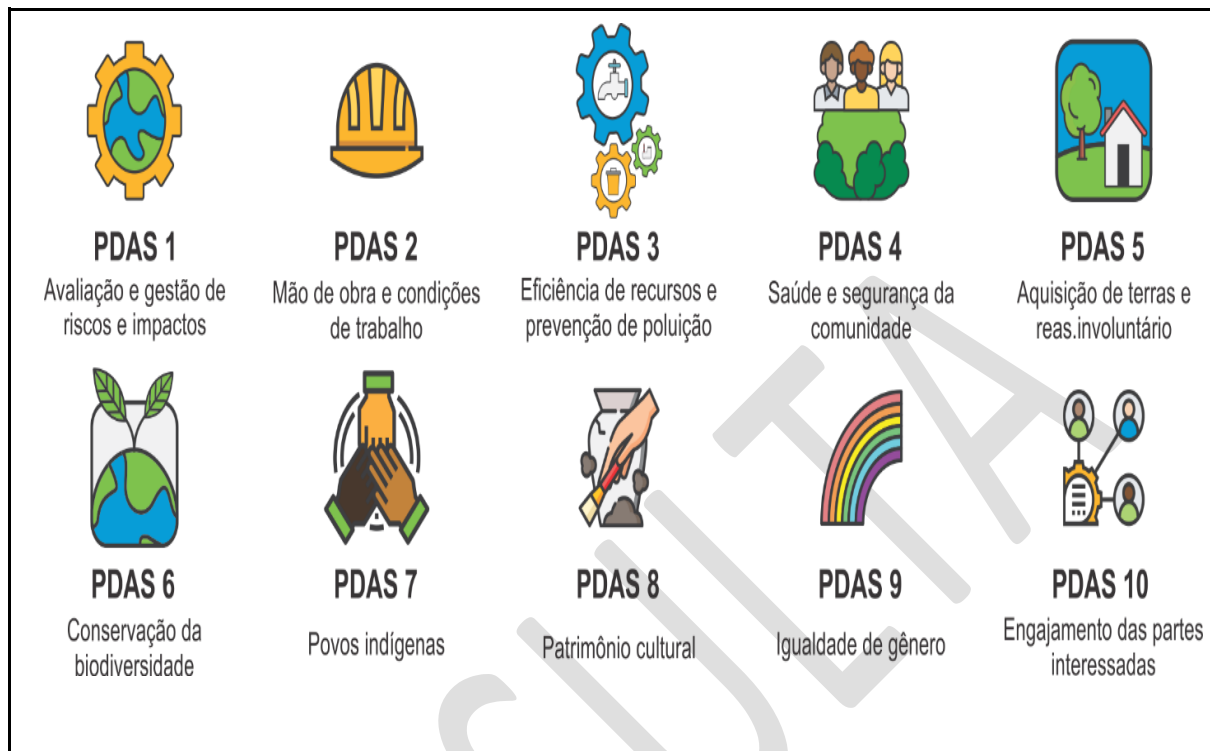 PDAS 1
Avaliação e gestão de
riscos e impactos
PDAS 2
Mão de obra e condições
de trabalho
PDAS 3
Eficiência de recursos e
prevenção de poluição
PDAS 4
Saúde e segurança da
comunidade
PDAS 5
Aquisição de terras e
reas.involuntário
PDAS 6
Conservação da
biodiversidade
PDAS 7
Povos indígenas
PDAS 8
Patrimônio cultural
PDAS 9
Igualdade de gênero
PDAS 10
Engajamento das partes
interessadas
SULTA